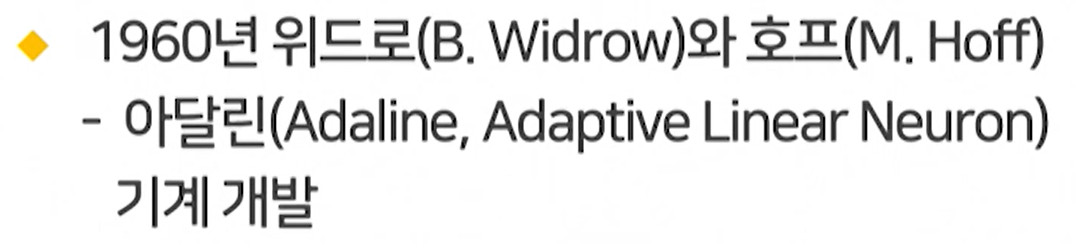 ◆ 1960년 위드로(B. Widrow)와 호프(M. Hoff)
- 아달린(Adaline, Adaptive Linear Neuron)
기계 개발